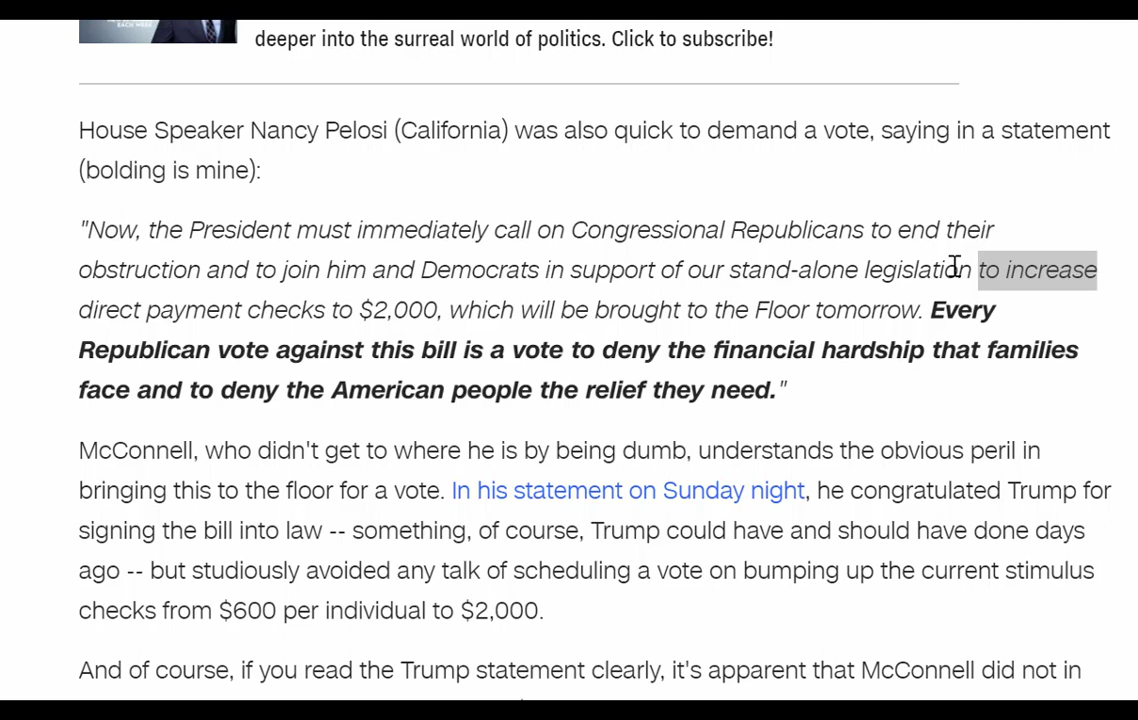 EACH WEEK
deeper into the surreal world of politics. Click to subscribe!
House Speaker Nancy Pelosi (California) was also quick to demand a vote, saying in a statement
(bolding is mine):
"Now, the President must immediately call on Congressional Republicans to end their
obstruction and to join him and Democrats in support of our stand-alone legislation to increase
direct payment checks to $2,000, which will be brought to the Floor tomorrow. Every
Republican vote against this bill is a vote to deny the financial hardship that families
face and to deny the American people the relief they need."
McConnell, who didn't get to where he is by being dumb, understands the obvious peril in
bringing this to the floor for a vote. In his statement on Sunday night, he congratulated Trump for
signing the bill into law -- something, of course, Trump could have and should have done days
ago -- but studiously avoided any talk of scheduling a vote on bumping up the current stimulus
checks from $600 per individual to $2,000.
And of course, if you read the Trump statement clearly, it's apparent that McConnell did not in